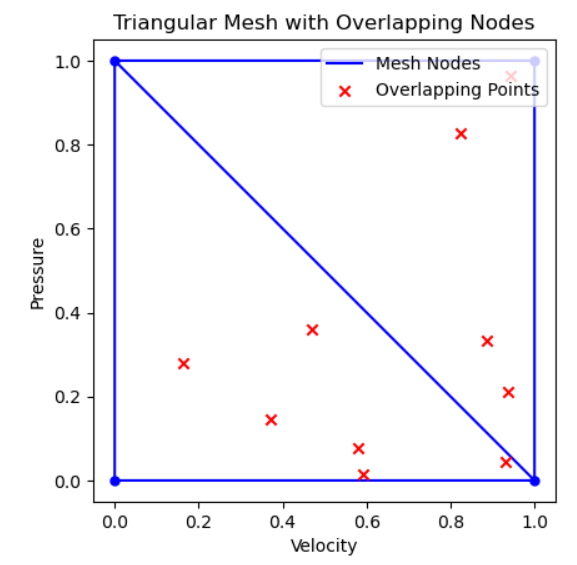 Triangular Mesh with Overlapping Nodes
Mesh Nodes
Overlapping Points
Pressure
1.0
0.8
0.6
0.4
0.2
0.0
0.0 0.2 0.4 0.6 0.8 1.0
Velocity